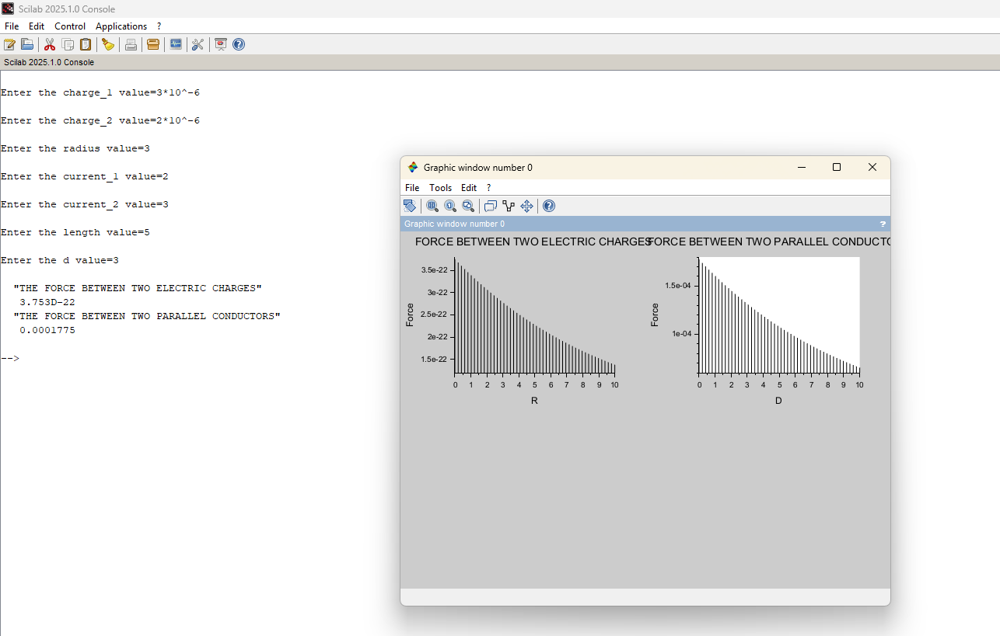 Scilab 2025.1.0 Console
File Edit Control Applications ?
Scilab 2025.1.0 Console
Enter the charge_1 value=3*10^-6
Enter the charge_2 value=2*10^-6
Enter the radius value=3
Enter the current_1 value=2
Enter the current_2 value=3
Enter the length value=5
Enter the d value=3
"THE FORCE BETWEEN TWO ELECTRIC CHARGES"
3.753D-22
"THE FORCE BETWEEN TWO PARALLEL CONDUCTORS"
0.0001775
-->
Graphic window number 0
File Tools Edit ?
Graphic window number 0 ?
FORCE BETWEEN TWO ELECTRIC CHARGES
3.5e-22
3e-22
2.5e-22
2e-22
1.5e-22
Force
0 1 2 3 4 5 6 7 8 9 10
R
FORCE BETWEEN TWO PARALLEL CONDUCTO
1.5e-04
1e-04
Force
0 1 2 3 4 5 6 7 8 9 10
D